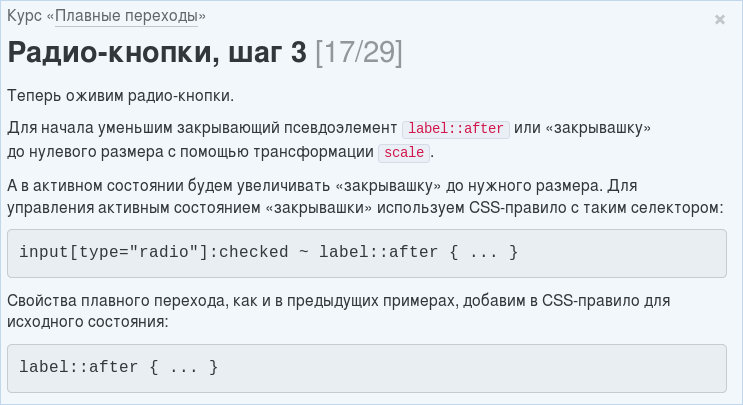 Курс «Плавные переходы»
×
Радио-кнопки, шаг 3 [17/29]
Теперь оживим радио-кнопки.
Для начала уменьшим закрывающий псевдоэлемент label::after или «закрывашку»
до нулевого размера с помощью трансформации scale.
А в активном состоянии будем увеличивать «закрывашку» до нужного размера. Для
управления активным состоянием «закрывашки» используем CSS-правило с таким селектором:
input[type="radio"]:checked ~ label::after { ... }
Свойства плавного перехода, как и в предыдущих примерах, добавим в CSS-правило для
исходного состояния:
label::after { ... }